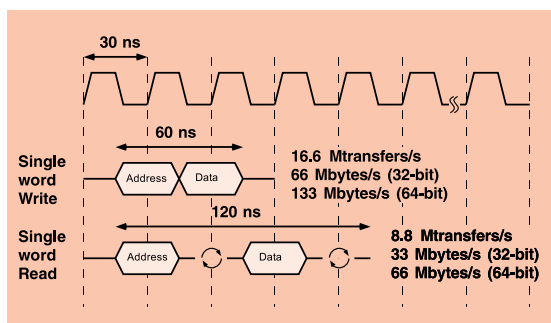 30 ns
60 ns
Single
word
Write
Address
Data
16.6 Mtransfers/s
66 Mbytes/s (32-bit)
133 Mbytes/s (64-bit)
120 ns
Single
word
Read
Address
Data
8.8 Mtransfers/s
33 Mbytes/s (32-bit)
66 Mbytes/s (64-bit)